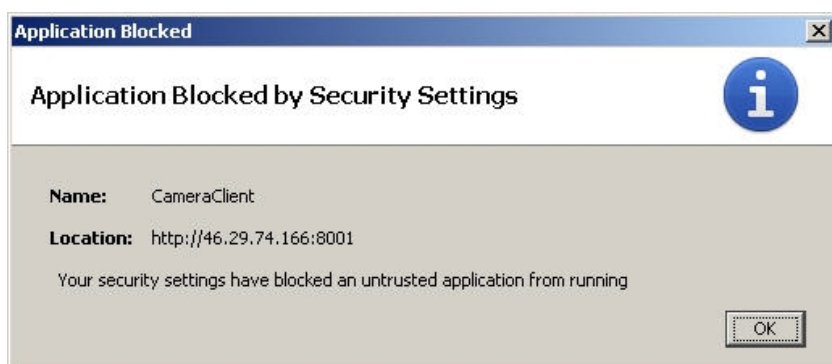 Application Blocked
Application Blocked by Security Settings
Name: CameraClient
Location: http://46.29.74.166:8001
Your security settings have blocked an untrusted application from running
OK